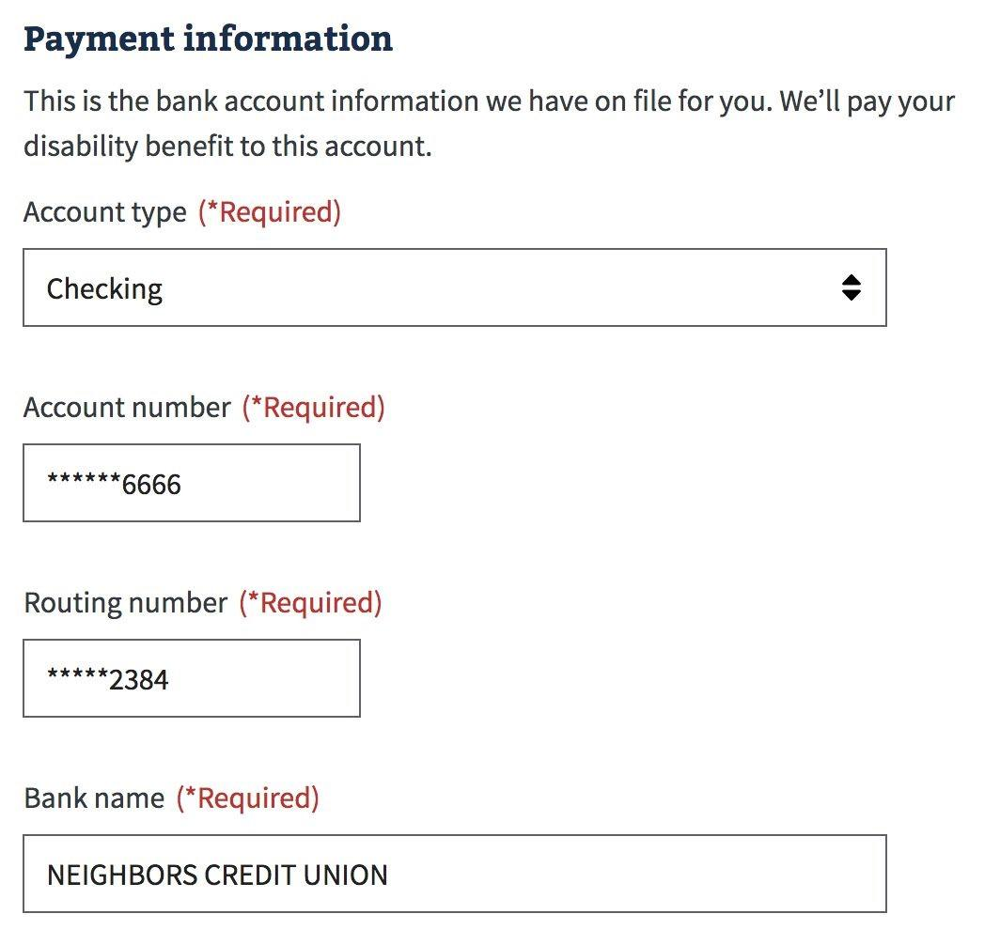 Payment information
This is the bank account information we have on file for you. We’ll pay your
disability benefit to this account.
Account type (*Required)
Checking
Account number (*Required)
******6666
Routing number (*Required)
*****2384
Bank name (*Required)
NEIGHBORS CREDIT UNION